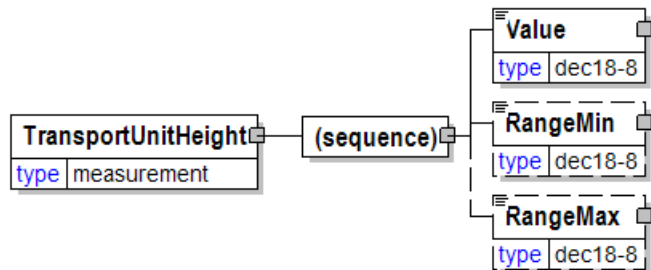 Value
type dec18-8
RangeMin
type dec18-8
TransportUnitHeight
type measurement
(sequence)
RangeMax
type dec18-8